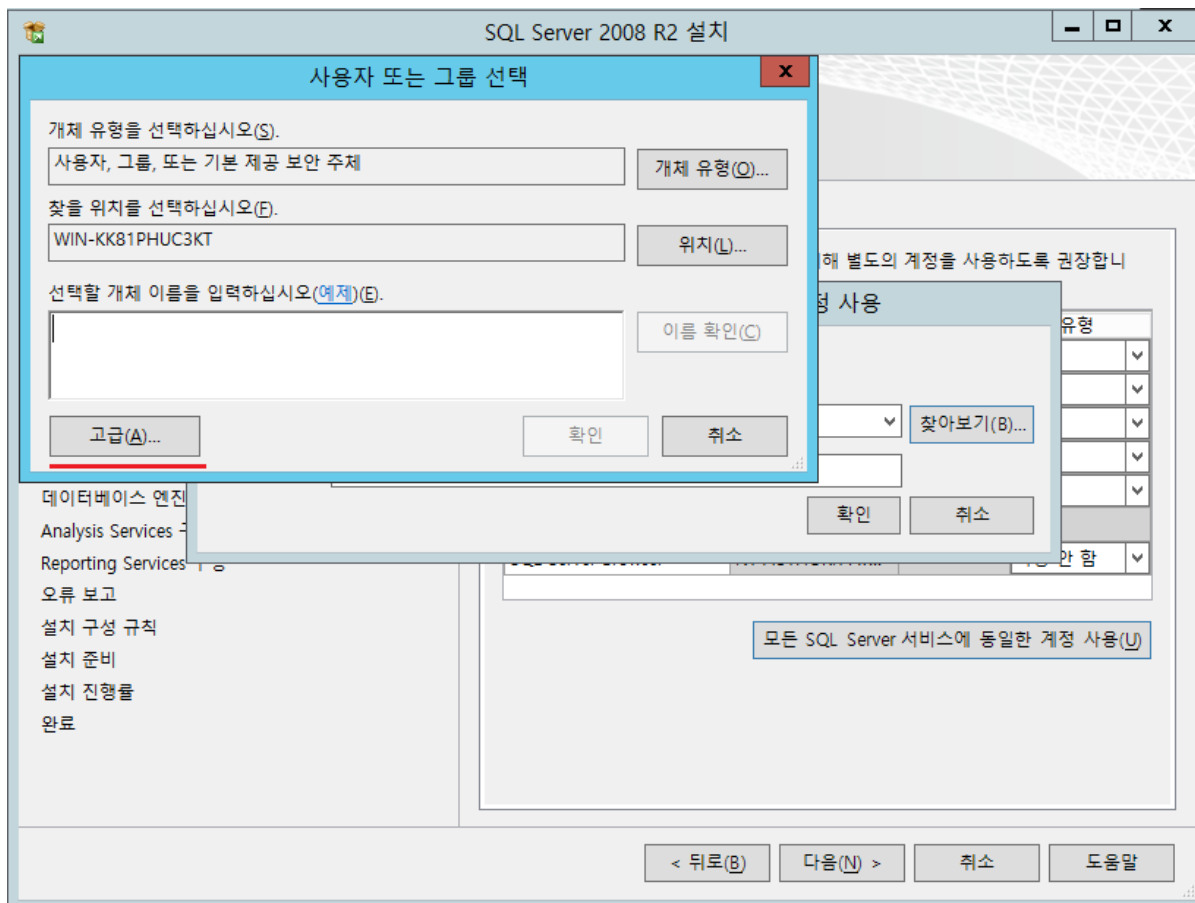 SQL Server 2008 R2 설치
사용자 또는 그룹 선택
개체 유형을 선택하십시오(S).
사용자, 그룹, 또는 기본 제공 보안 주체
개체 유형(O)...
찾을 위치를 선택하십시오(F).
WIN-KK81PHUC3KT
위치(L)...
선택할 개체 이름을 입력하십시오(예제)(E).
이름 확인(C)
고급(A)...
확인
취소
해 별도의 계정을 사용하도록 권장합니
사용
유형
찾아보기(B)...
확인
취소
데이터베이스 엔진
Analysis Services
Reporting Services
안 함
오류 보고
설치 구성 규칙
모든 SQL Server 서비스에 동일한 계정 사용(U)
설치 준비
설치 진행률
완료
< 뒤로(B)
다음(N) >
취소
도움말